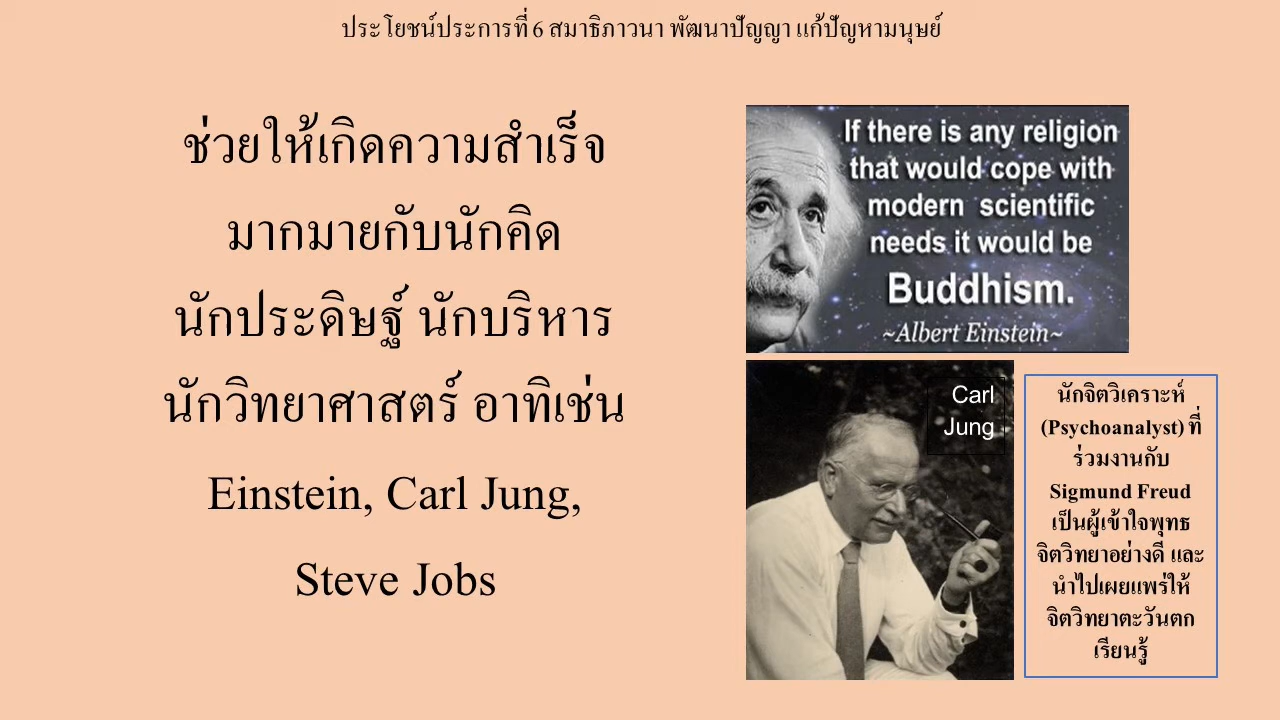 ประโยชน์ประการที่ 6 สมาธิภาวนา พัฒนาปัญญา แก้ปัญหามนุษย์
ช่วยให้เกิดความสำเร็จ
มากมายกับนักคิด
นักประดิษฐ์ นักบริหาร
นักวิทยาศาสตร์ อาทิเช่น
Einstein, Carl Jung,
Steve Jobs
If there is any religion
that would cope with
modern scientific
needs it would be
Buddhism.
~Albert Einstein~
Carl
Jung
นักจิตวิเคราะห์
(Psychoanalyst) ที่
ร่วมงานกับ
Sigmund Freud
เป็นผู้เข้าใจพุทธ
จิตวิทยาอย่างดี และ
นำไปเผยแพร่ให้
จิตวิทยาตะวันตก
เรียนรู้